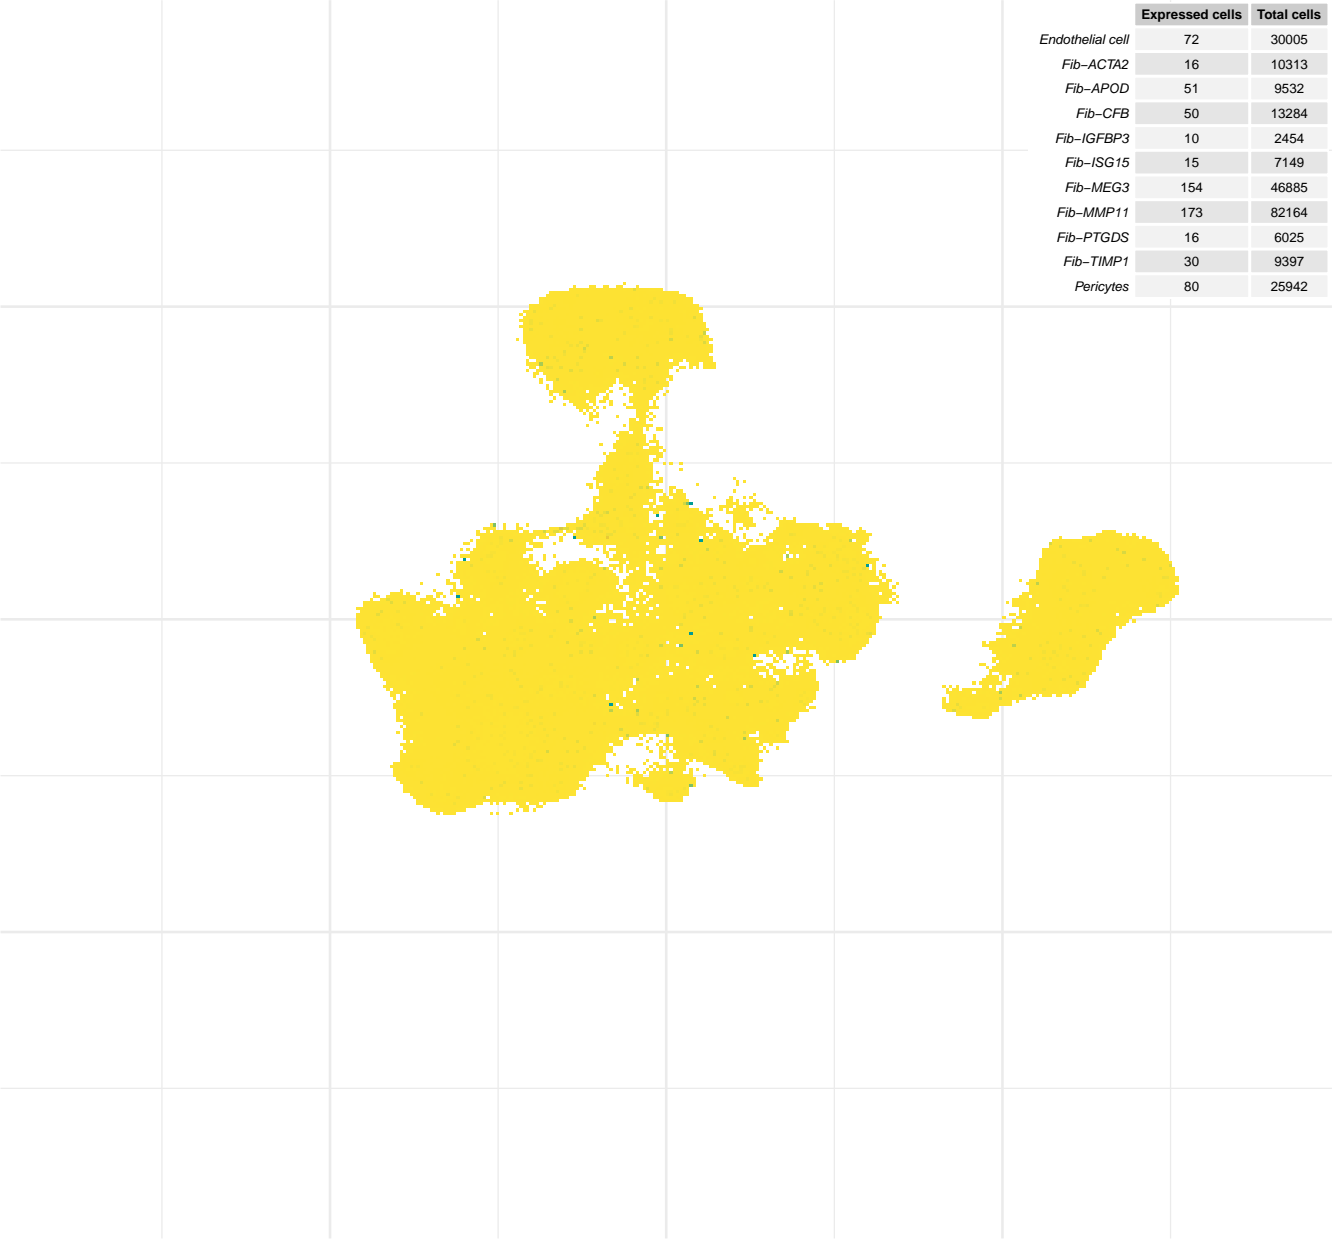 Expressed cells Total cells
Endothelial cell 72 30005
Fib−ACTA2 16 10313
Fib−APOD 51 9532
Fib−CFB 50 13284
Fib−IGFBP3 10 2454
Fib−ISG15 15 7149
Fib−MEG3 154 46885
Fib−MMP11 173 82164
Fib−PTGDS 16 6025
Fib−TIMP1 30 9397
Pericytes 80 25942